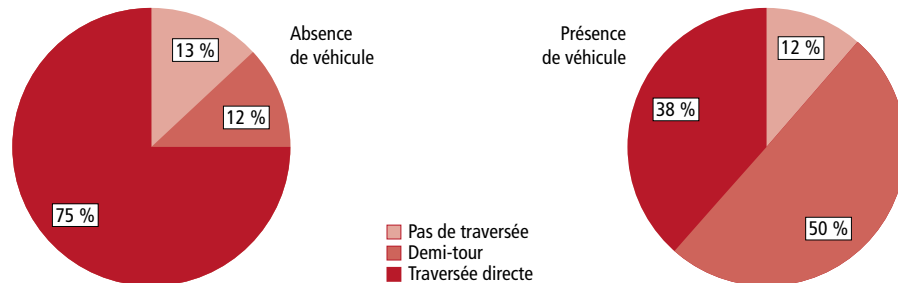 Absence
de véhicule
13 %
12 %
75 %
Présence
de véhicule
12 %
38 %
50 %
Pas de traversée
Demi-tour
Traversée directe